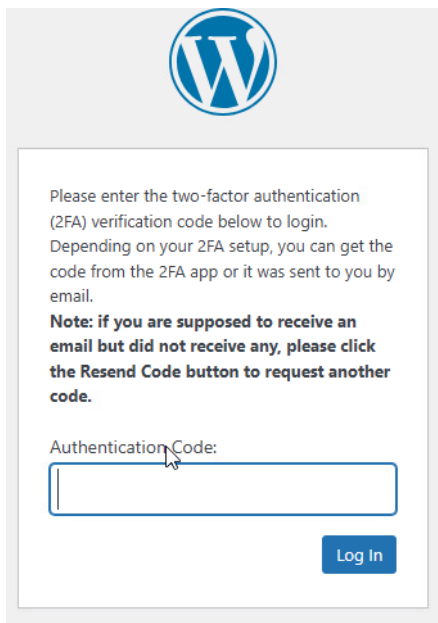 Please enter the two-factor authentication
(2FA) verification code below to login.
Depending on your 2FA setup, you can get the
code from the 2FA app or it was sent to you by
email.
Note: if you are supposed to receive an
email but did not receive any, please click
the Resend Code button to request another
code.
Authentication Code:
Log In